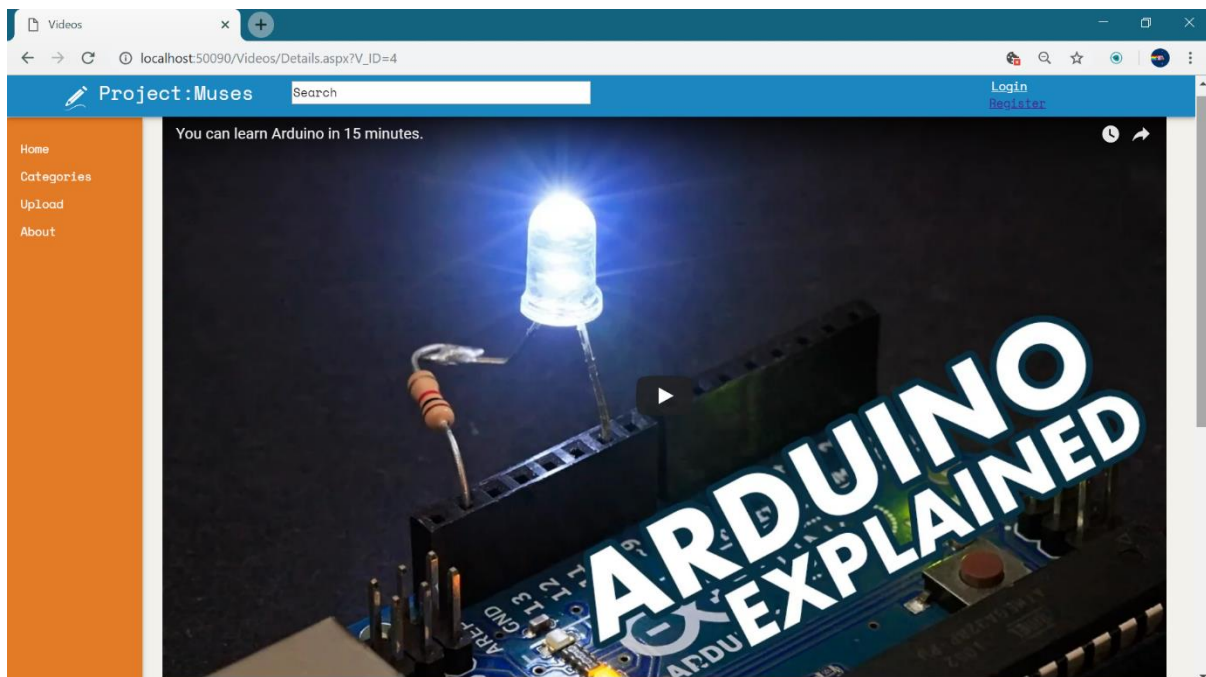 Videos
localhost:50090/Videos/Details.aspx?V_ID=4
Project:Muses
Search
Login
Register
Home
Categories
Upload
About
You can learn Arduino in 15 minutes.
ARDUINO
EXPLAINED
AREF
GND
13
12
ARDU